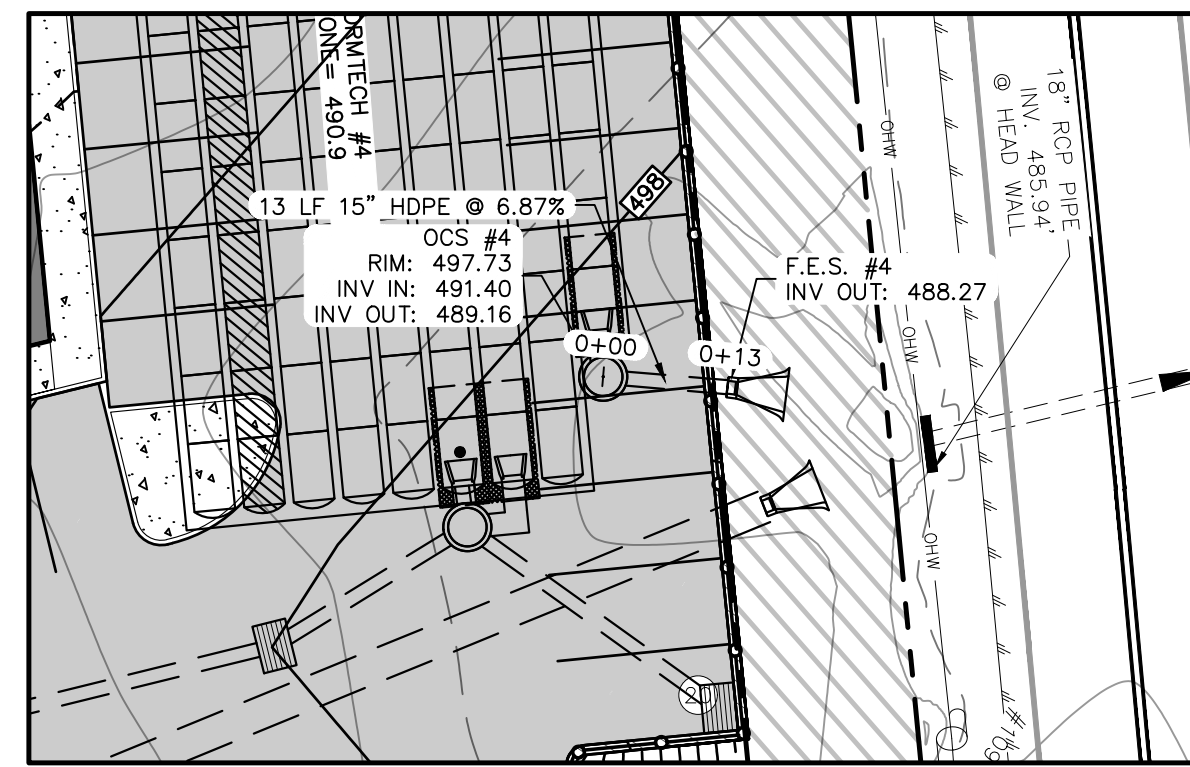 ORMTECH #4
ONE= 490.9
13 LF 15" HDPE @ 6.87%
498
OCS #4
RIM: 497.73
INV IN: 491.40
INV OUT: 489.16
0+00
0+13
F.E.S. #4
INV OUT: 488.27
18" RCP PIPE
INV. 485.94'
@ HEAD WALL
OHW
OHW
OHW
20